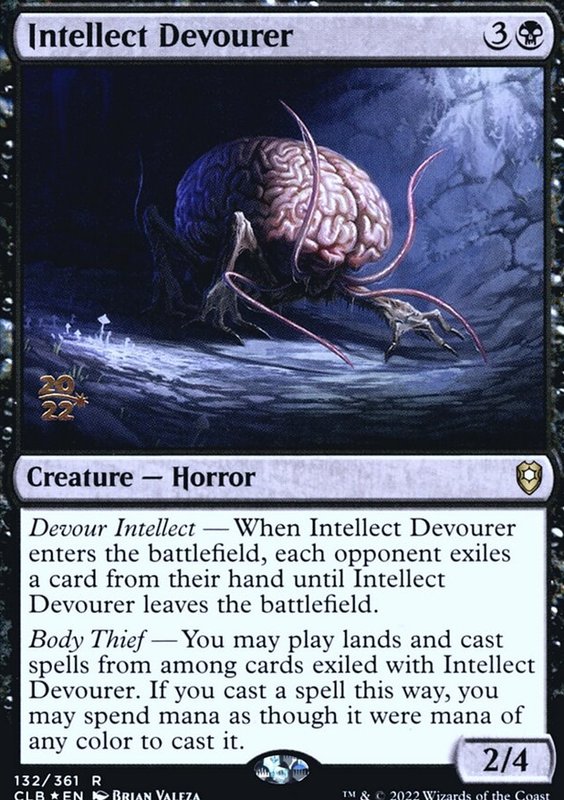 Intellect Devourer 3
20
22
Creature — Horror
Devour Intellect — When Intellect Devourer
enters the battlefield, each opponent exiles
a card from their hand until Intellect
Devourer leaves the battlefield.
Body Thief — You may play lands and cast
spells from among cards exiled with Intellect
Devourer. If you cast a spell this way, you
may spend mana as though it were mana of
any color to cast it.
2/4
132/361 R
CLB ★ EN Brian Valeza
™ & © 2022 Wizards of the Coast